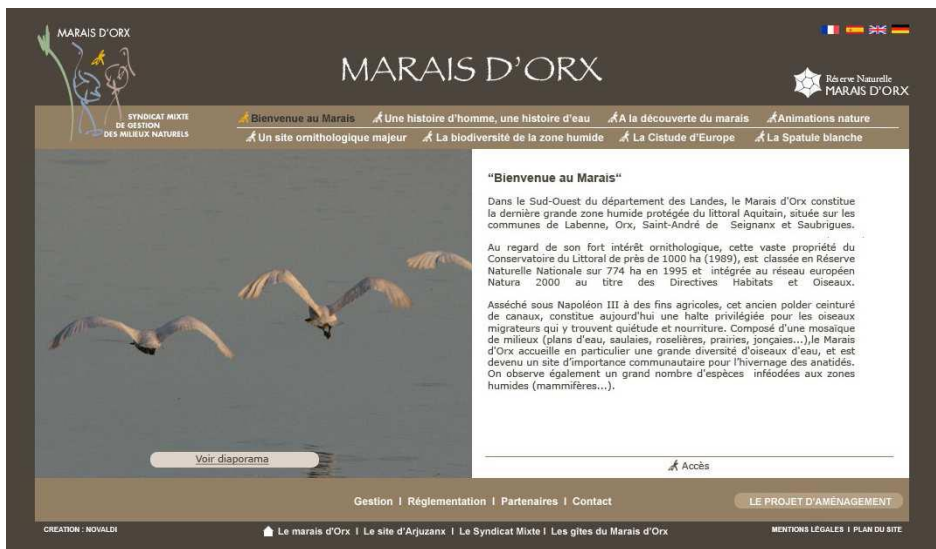 MARAIS D'ORX
MARAIS D'ORX
Réserve Naturelle
MARAIS D'ORX
SYNDICAT MIXTE
DE GESTION
DES MILIEUX NATURELS
Bienvenue au Marais Une histoire d'homme, une histoire d'eau A la découverte du marais Animations nature
Un site ornithologique majeur La biodiversité de la zone humide La Cistude d'Europe La Spatule blanche
“Bienvenue au Marais“
Dans le Sud-Ouest du département des Landes, le Marais d'Orx constitue
la dernière grande zone humide protégée du littoral Aquitain, située sur les
communes de Labenne, Orx, Saint-André de Seignanx et Saubrigues.
Au regard de son fort intérêt ornithologique, cette vaste propriété du
Conservatoire du Littoral de près de 1000 ha (1989), est classée en Réserve
Naturelle Nationale sur 774 ha en 1995 et intégrée au réseau européen
Natura 2000 au titre des Directives Habitats et Oiseaux.
Asséché sous Napoléon III à des fins agricoles, cet ancien polder ceinturé
de canaux, constitue aujourd'hui une halte privilégiée pour les oiseaux
migrateurs qui y trouvent quiétude et nourriture. Composé d'une mosaïque
de milieux (plans d'eau, saulaies, roselières, prairies, jonçaies...),le Marais
d'Orx accueille en particulier une grande diversité d'oiseaux d'eau, et est
devenu un site d'importance communautaire pour l'hivernage des anatidés.
On observe également un grand nombre d'espèces inféodées aux zones
humides (mammifères...).
Voir diaporama
Accès
Gestion I Réglementation I Partenaires I Contact
LE PROJET D'AMÉNAGEMENT
CREATION : NOVALDI
Le marais d'Orx I Le site d'Arjuzanx I Le Syndicat Mixte I Les gîtes du Marais d'Orx
MENTIONS LÉGALES I PLAN DU SITE